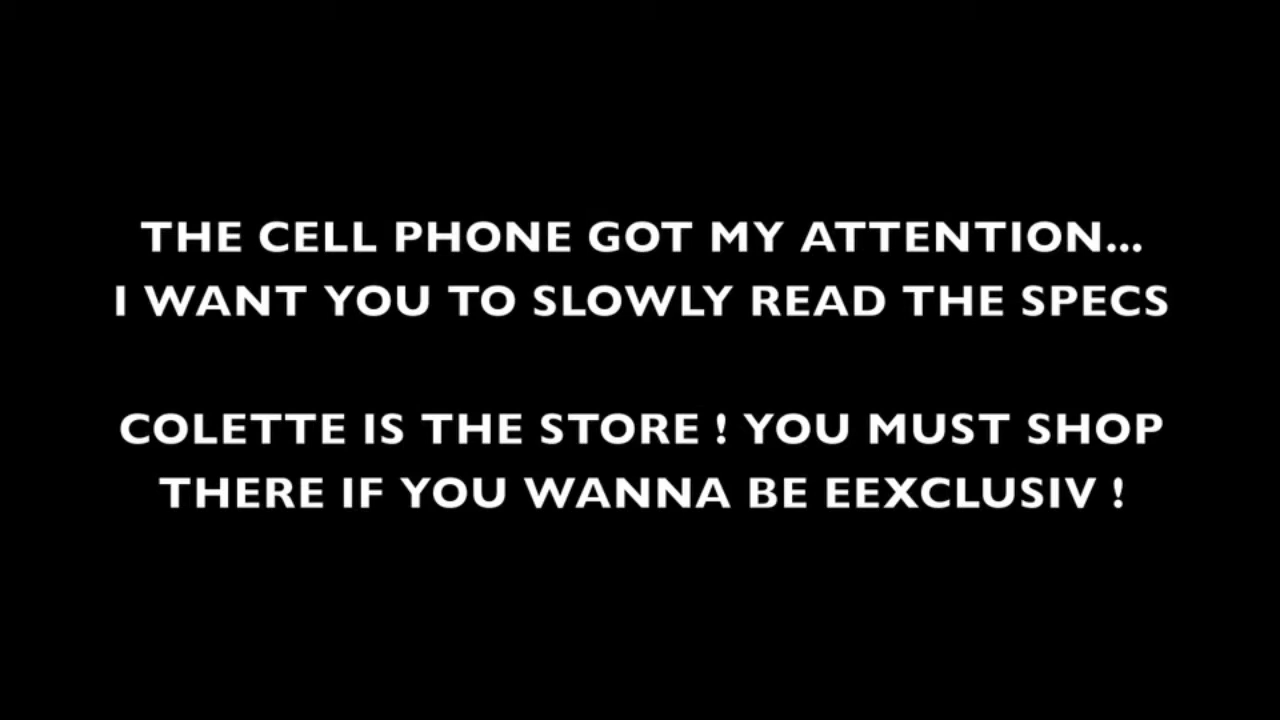 THE CELL PHONE GOT MY ATTENTION...
I WANT YOU TO SLOWLY READ THE SPECS
COLETTE IS THE STORE ! YOU MUST SHOP
THERE IF YOU WANNA BE EEXCLUSIV !